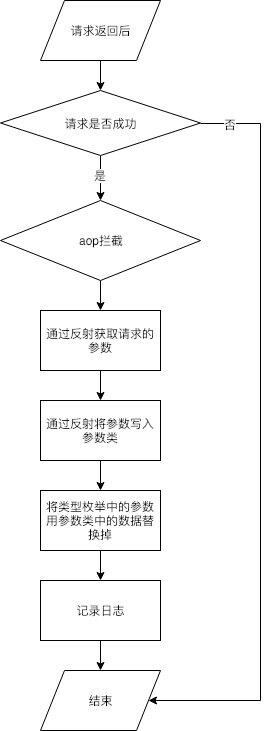 请求返回后
请求是否成功
否
是
aop拦截
通过反射获取请求的
参数
通过反射将参数写入
参数类
将类型枚举中的参数
用参数类中的数据替
换掉
记录日志
结束